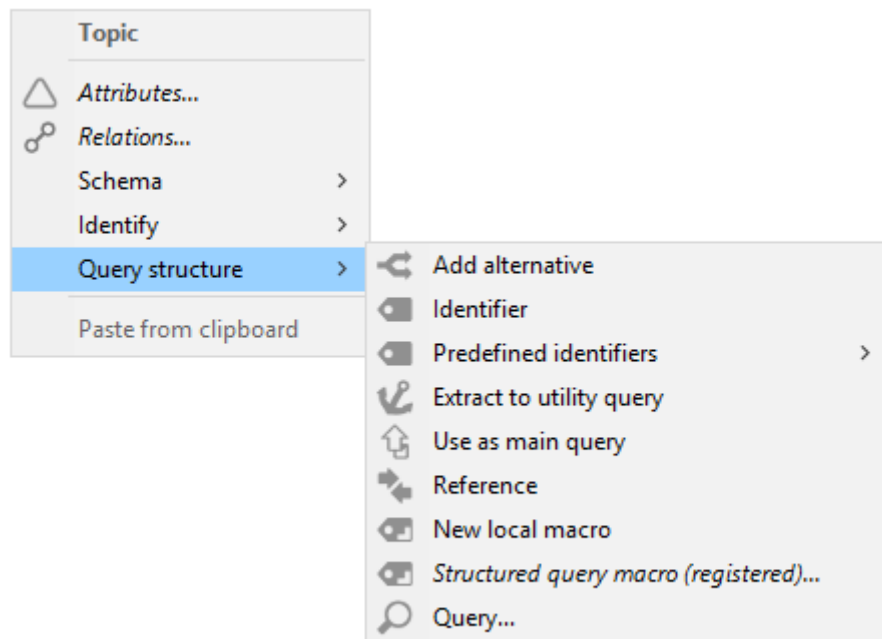 Topic
Attributes...
Relations...
Schema
Identify
Query structure
Paste from clipboard
Add alternative
Identifier
Predefined identifiers
Extract to utility query
Use as main query
Reference
New local macro
Structured query macro (registered)...
Query...